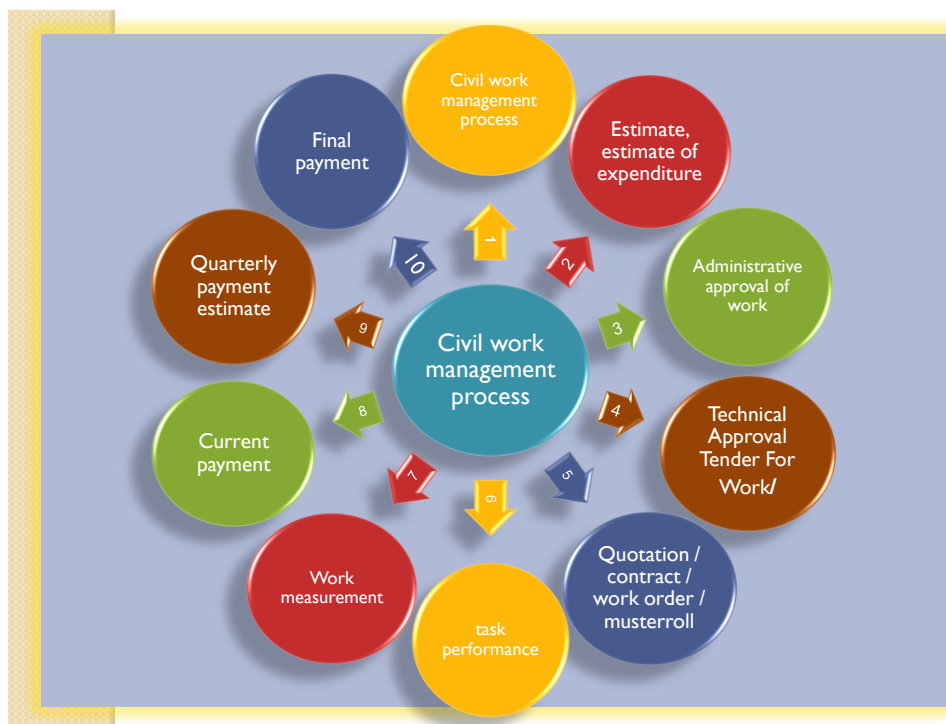 Civil work
management
process
Estimate,
estimate of
expenditure
Administrative
approval of
work
Technical
Approval
Tender For
Work/
Quotation /
contract /
work order /
musterroll
task
performance
Work
measurement
Current
payment
Quarterly
payment
estimate
Final
payment
Civil work
management
process
1
2
3
4
5
6
7
8
9
10